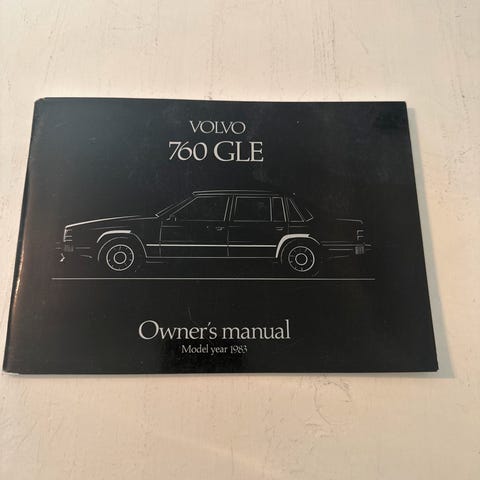 VOLVO
760 GLE
Owner's manual
Model year 1983